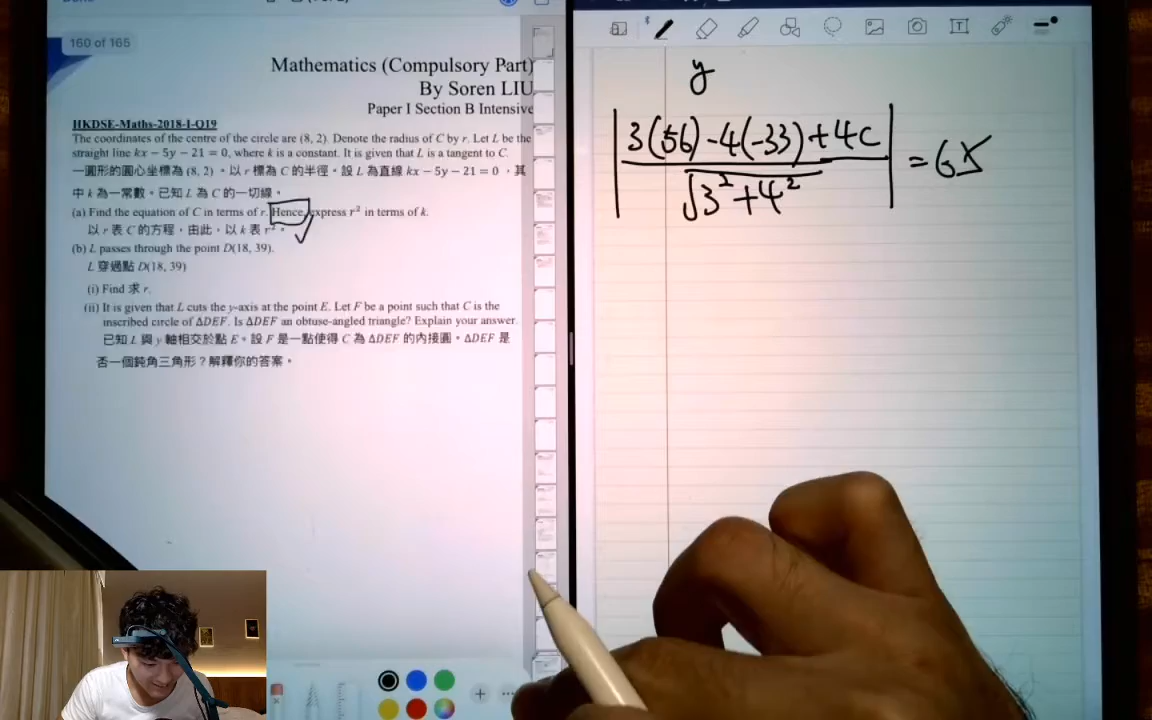 160 of 165
Mathematics (Compulsory Part)
By Soren LIU
Paper I Section B Intensive
HKDSE-Maths-2018-I-Q19
The coordinates of the centre of the circle are (8, 2). Denote the radius of C by r. Let L be the
straight line kx − 5y − 21 = 0, where k is a constant. It is given that L is a tangent to C.
一圓形的圓心坐標為 (8, 2)。以 r 標為 C 的半徑。設 L 為直線 kx − 5y − 21 = 0，其
中 k 為一常數。已知 L 為 C 的一切線。
(a) Find the equation of C in terms of r. Hence, express r² in terms of k.
以 r 表 C 的方程，由此，以 k 表 r²。
(b) L passes through the point D(18, 39).
L 穿過點 D(18, 39)
(i) Find 求 r.
(ii) It is given that L cuts the y-axis at the point E. Let F be a point such that C is the
inscribed circle of ΔDEF. Is ΔDEF an obtuse-angled triangle? Explain your answer.
已知 L 與 y 軸相交於點 E。設 F 是一點使得 C 為 ΔDEF 的內接圓。ΔDEF 是
否一個鈍角三角形？解釋你的答案。
y
|3(56) -4(-33) +4C / √3² + 4²| = 65